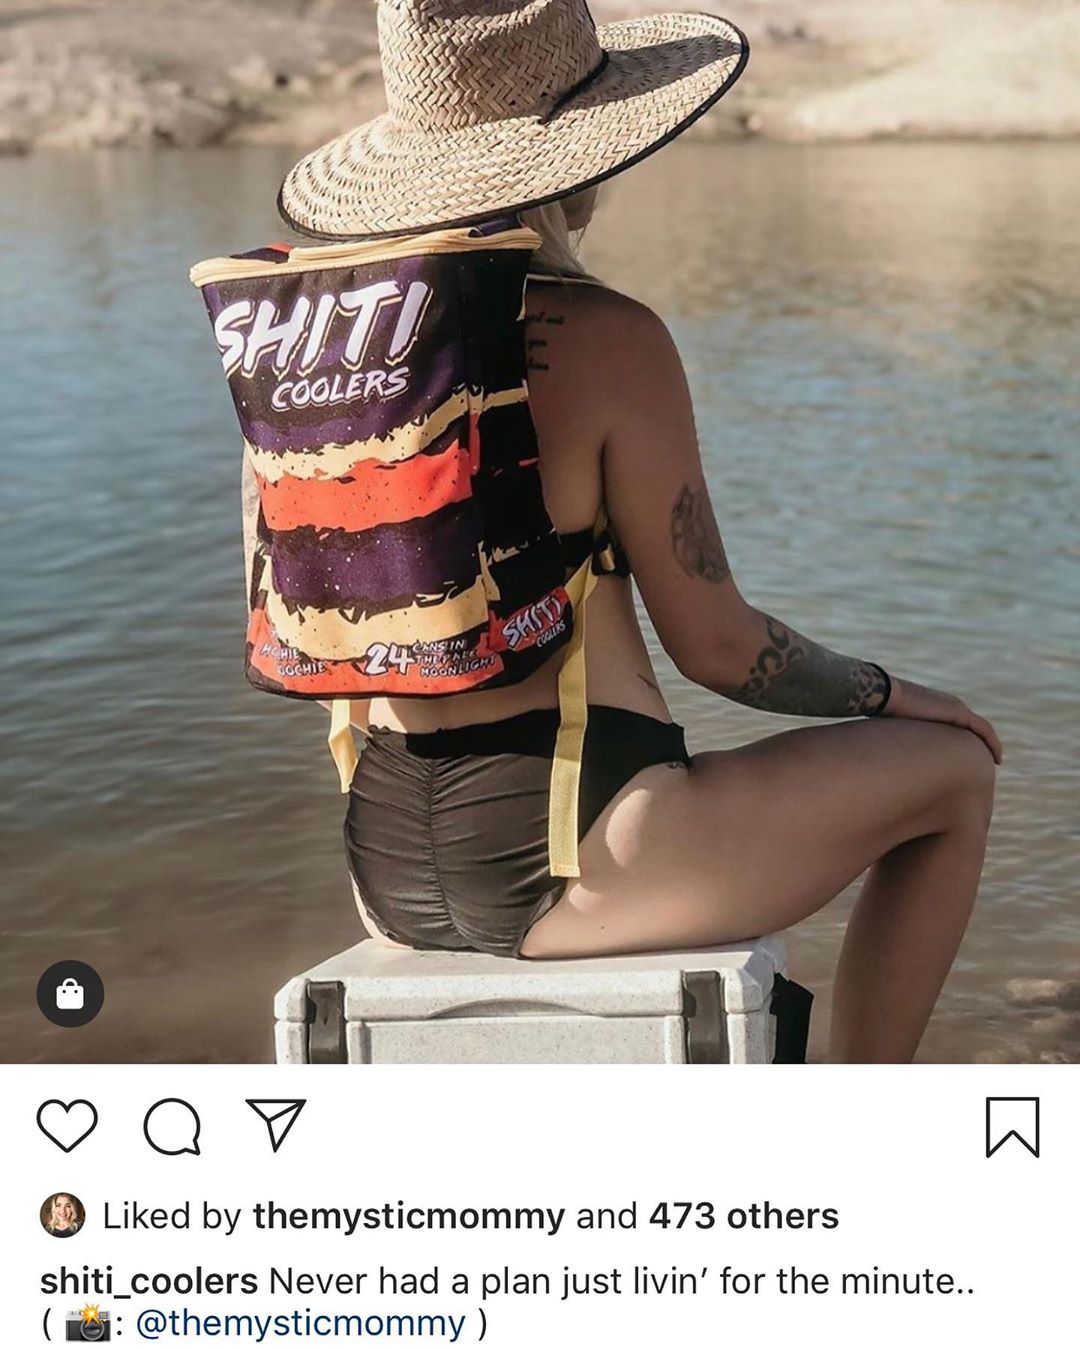 SHITI
COOLERS
HOCHIE
24 CANS IN
THE PALE
MOONLIGHT
SHITI
COOLERS
Liked by themysticmommy and 473 others
shiti_coolers Never had a plan just livin’ for the minute..
( 📸: @themysticmommy )